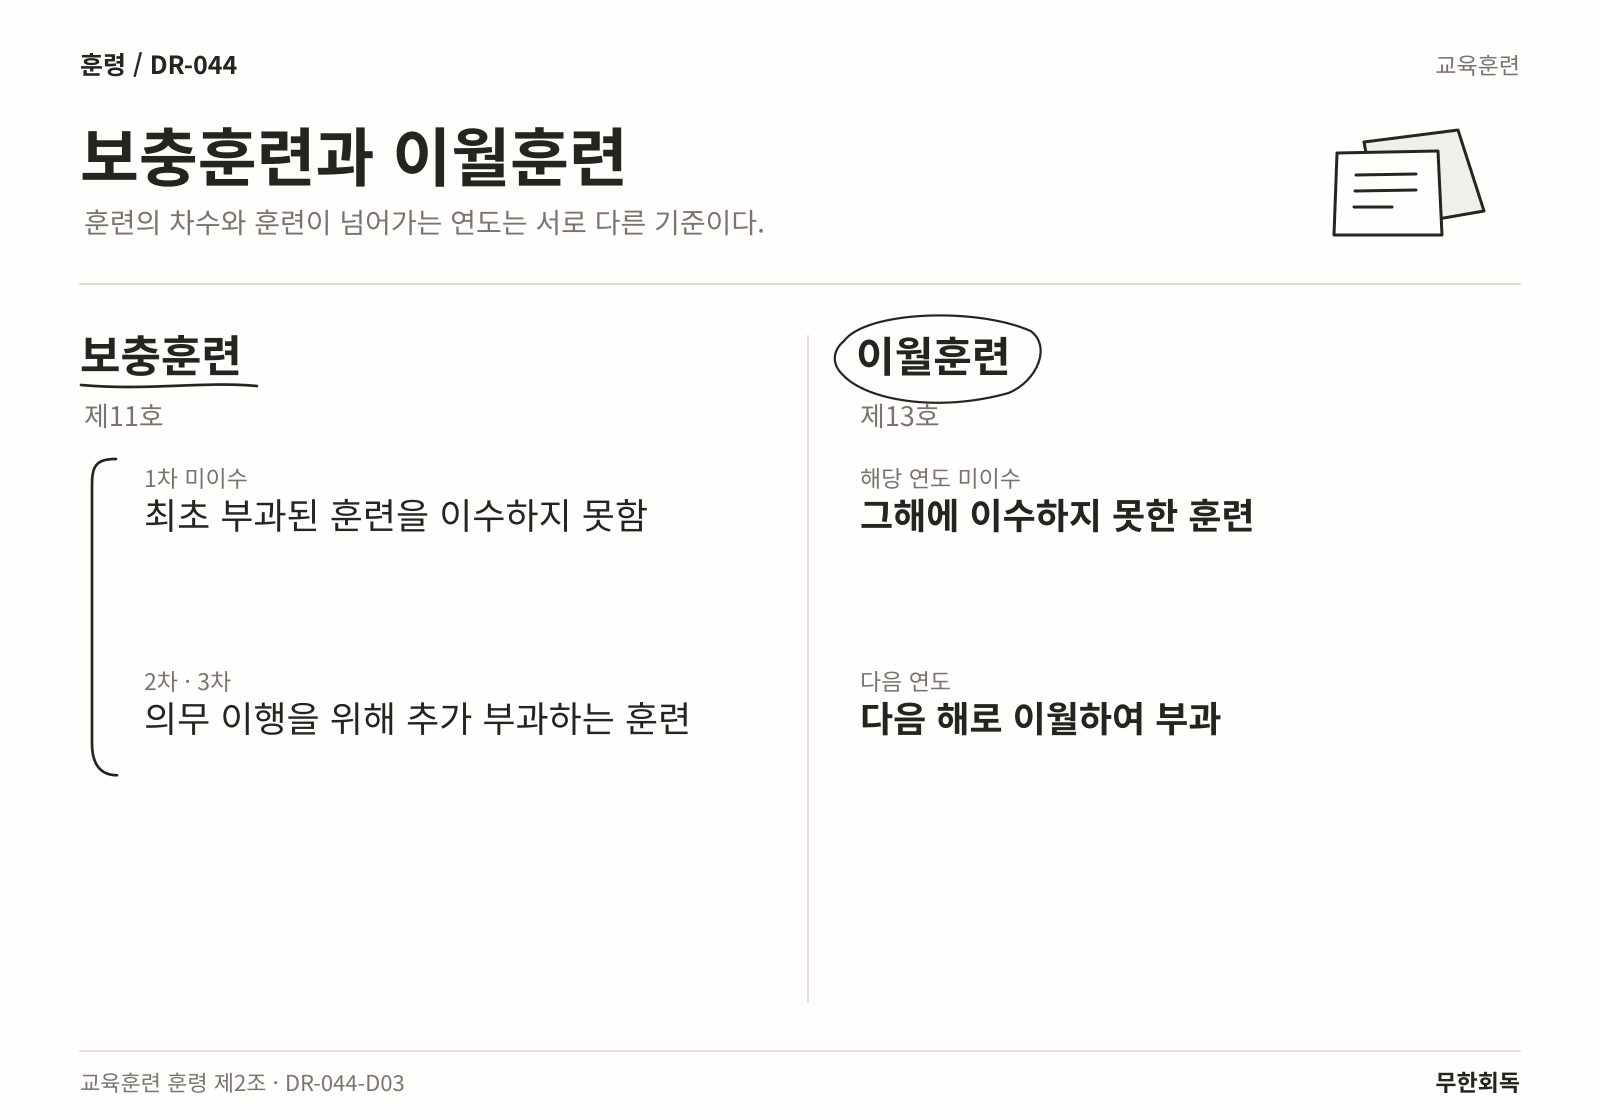 훈령 / DR-044
교육훈련
보충훈련과 이월훈련
훈련의 차수와 훈련이 넘어가는 연도는 서로 다른 기준이다.
보충훈련
제11호
1차 미이수
최초 부과된 훈련을 이수하지 못함
2차 · 3차
의무 이행을 위해 추가 부과하는 훈련
이월훈련
제13호
해당 연도 미이수
그해에 이수하지 못한 훈련
다음 연도
다음 해로 이월하여 부과
교육훈련 훈령 제2조 · DR-044-D03
무한회독